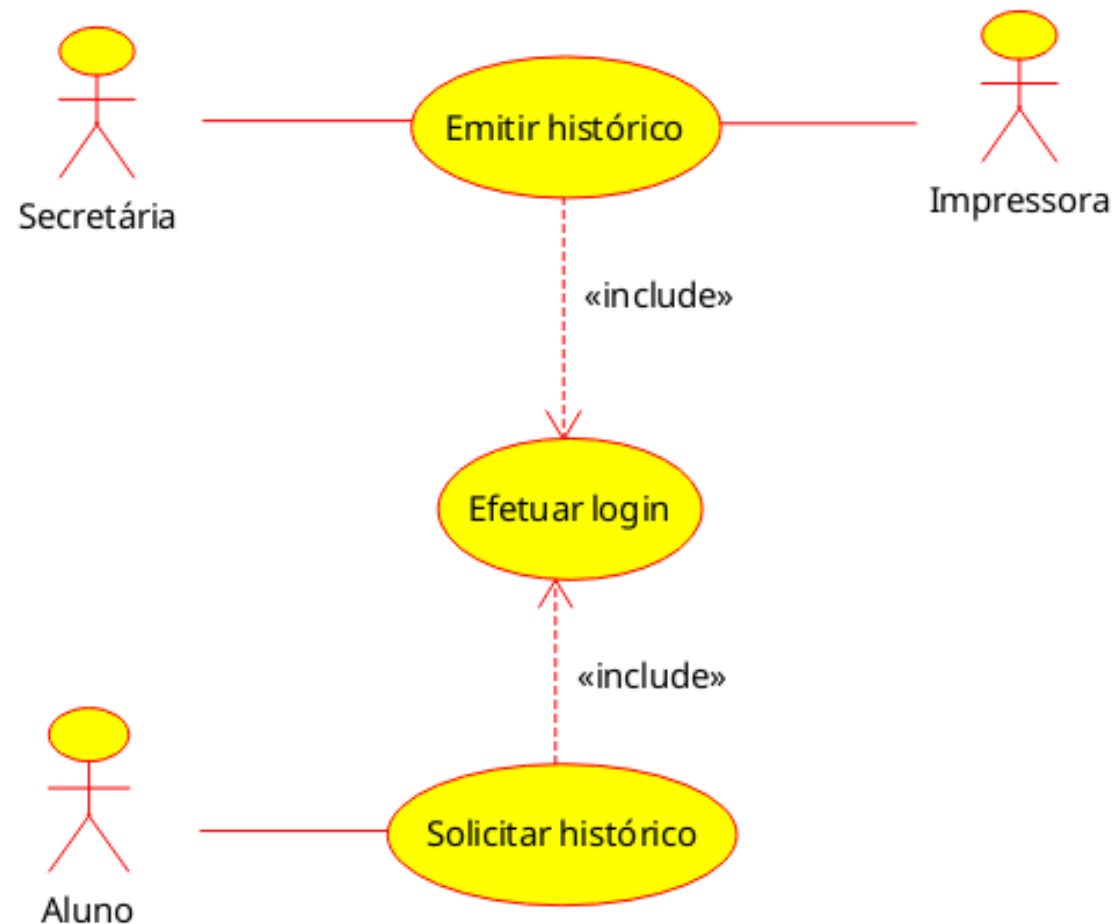 Emitir histórico
Secretária
Impressora
«include»
Efetuar login
«include»
Solicitar histórico
Aluno